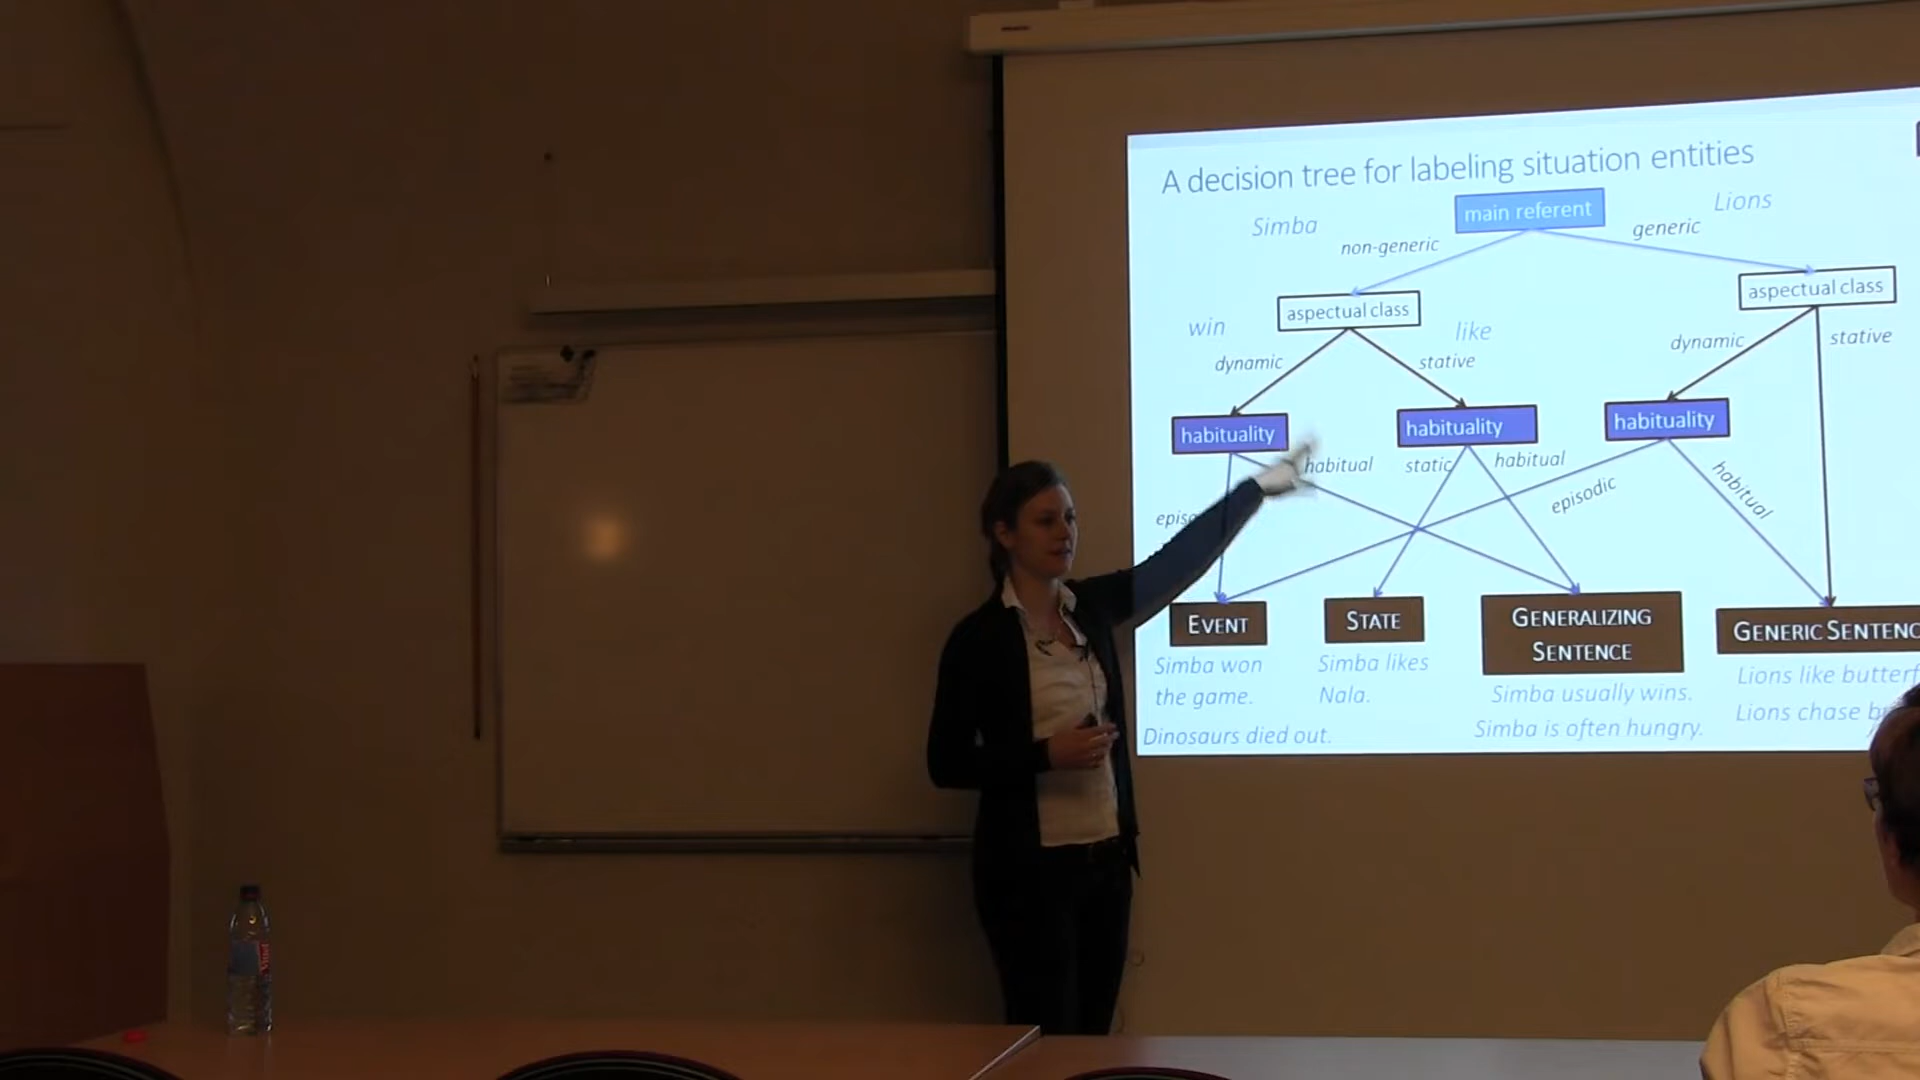 A decision tree for labeling situation entities
Simba
main referent
Lions
non-generic
generic
aspectual class
aspectual class
win
like
dynamic
stative
dynamic
stative
habituality
habituality
habituality
habitual
static
habitual
episodic
habitual
EVENT
STATE
GENERALIZING
SENTENCE
GENERIC
Simba won
the game.
Simba likes
Nala.
Simba usually wins.
Lions like
Lions chase
Dinosaurs died out.
Simba is often hungry.
Vittel